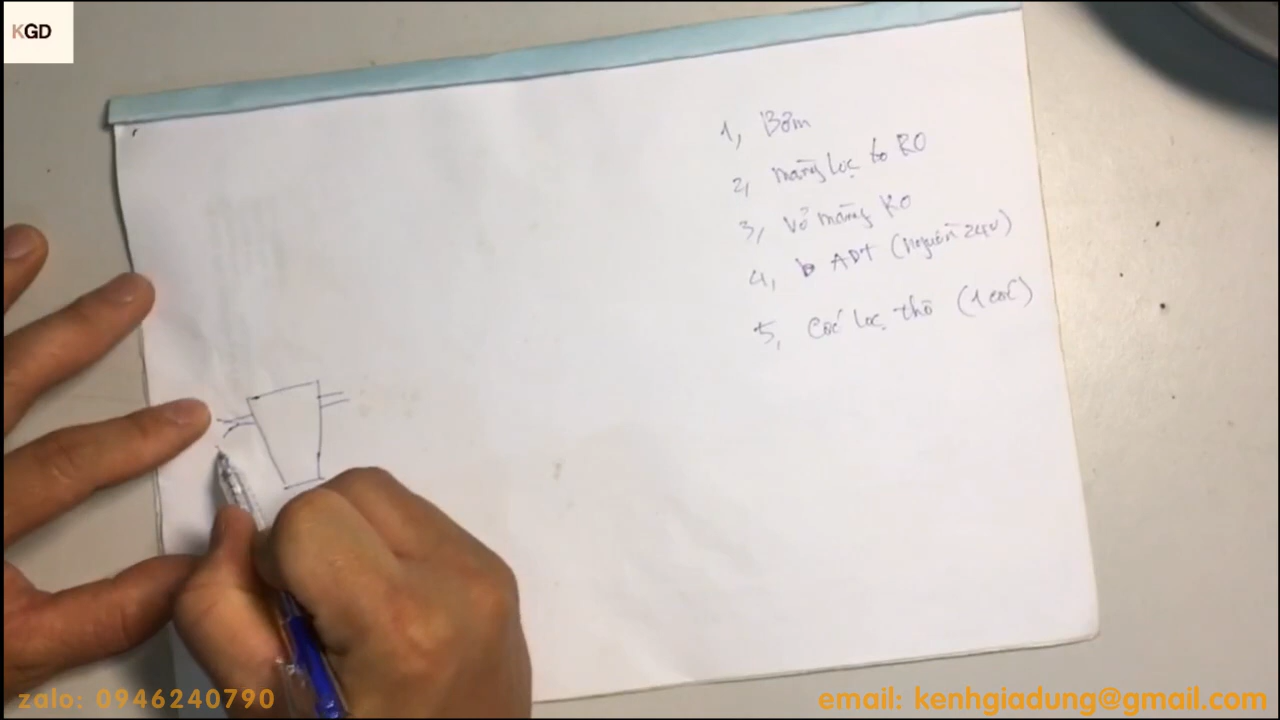 KGD
1, Bơm
2, màng lọc to RO
3, Vỏ màng RO
4, ADT (nguồn 24V)
5, Cốc lọc thô (1 cốc)
zalo: 0946240790
email: kenhgiadung@gmail.com